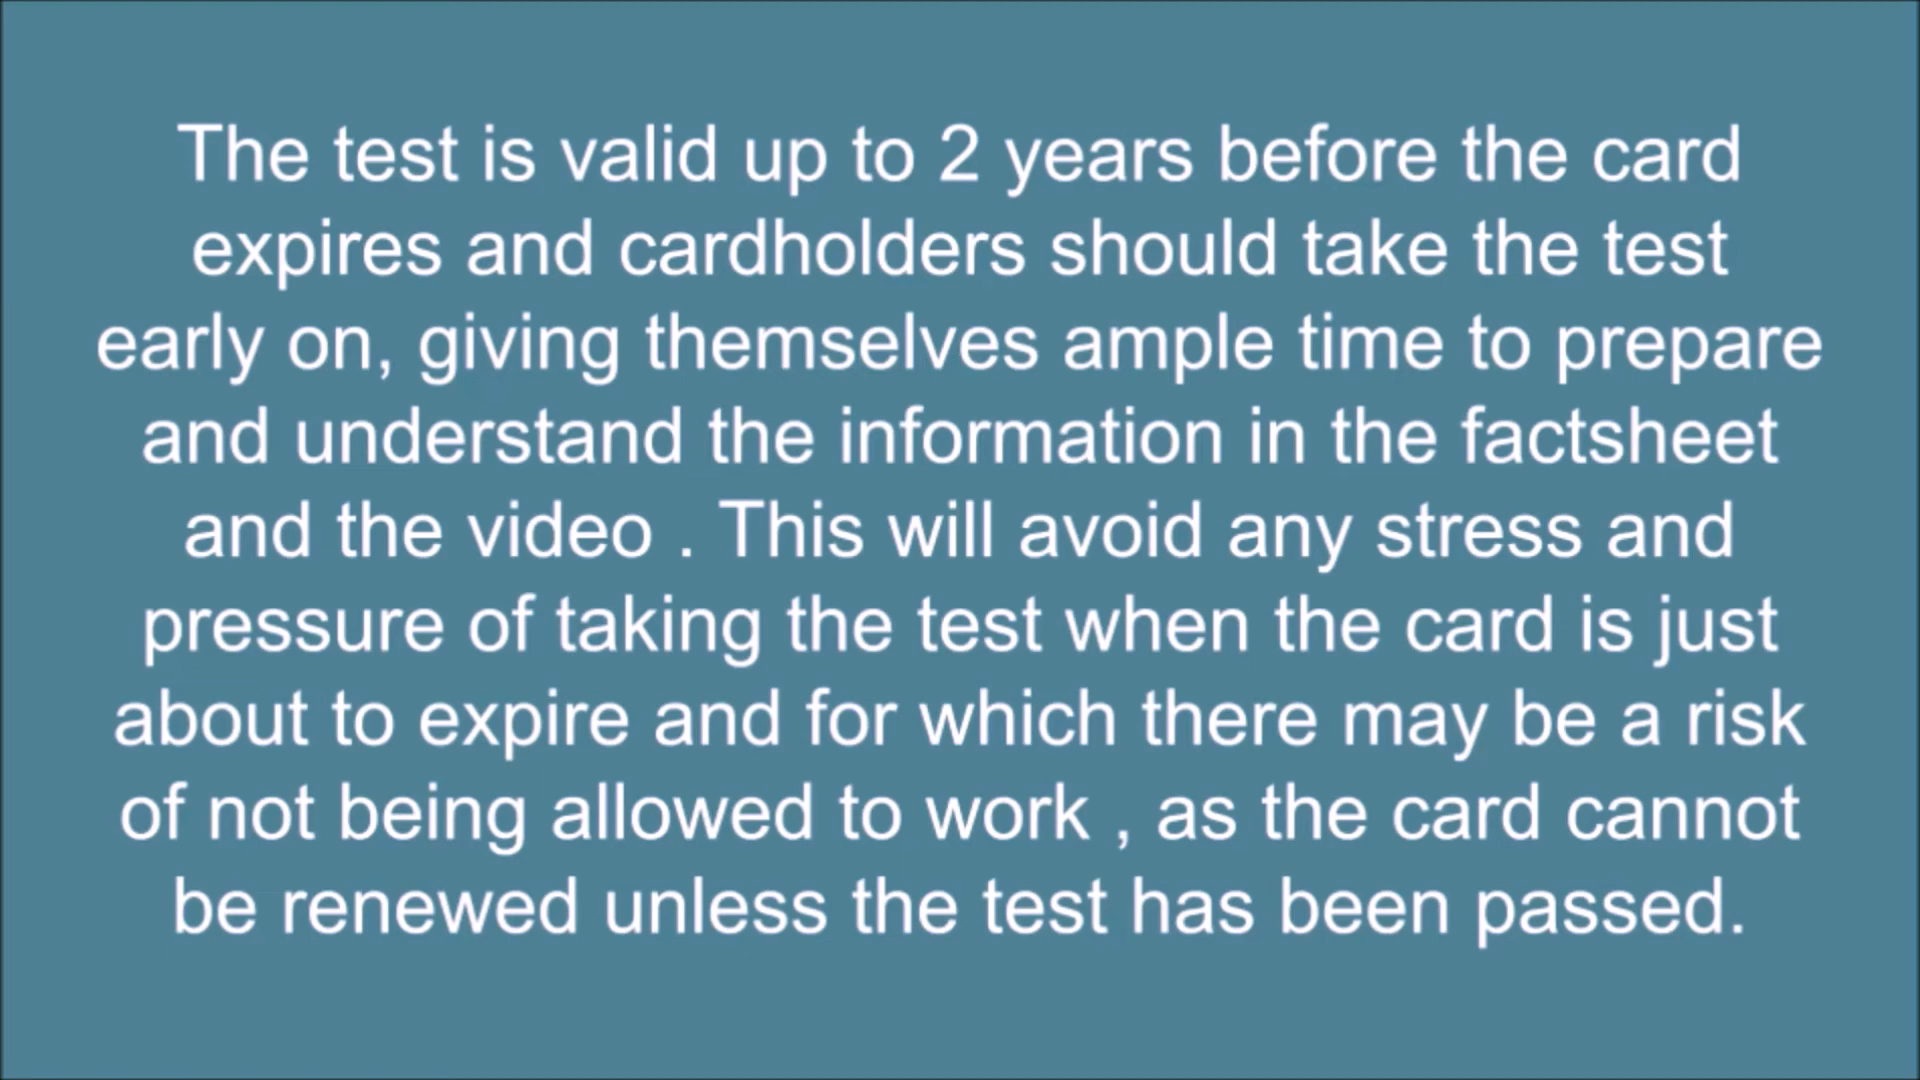 The test is valid up to 2 years before the card
expires and cardholders should take the test
early on, giving themselves ample time to prepare
and understand the information in the factsheet
and the video . This will avoid any stress and
pressure of taking the test when the card is just
about to expire and for which there may be a risk
of not being allowed to work , as the card cannot
be renewed unless the test has been passed.